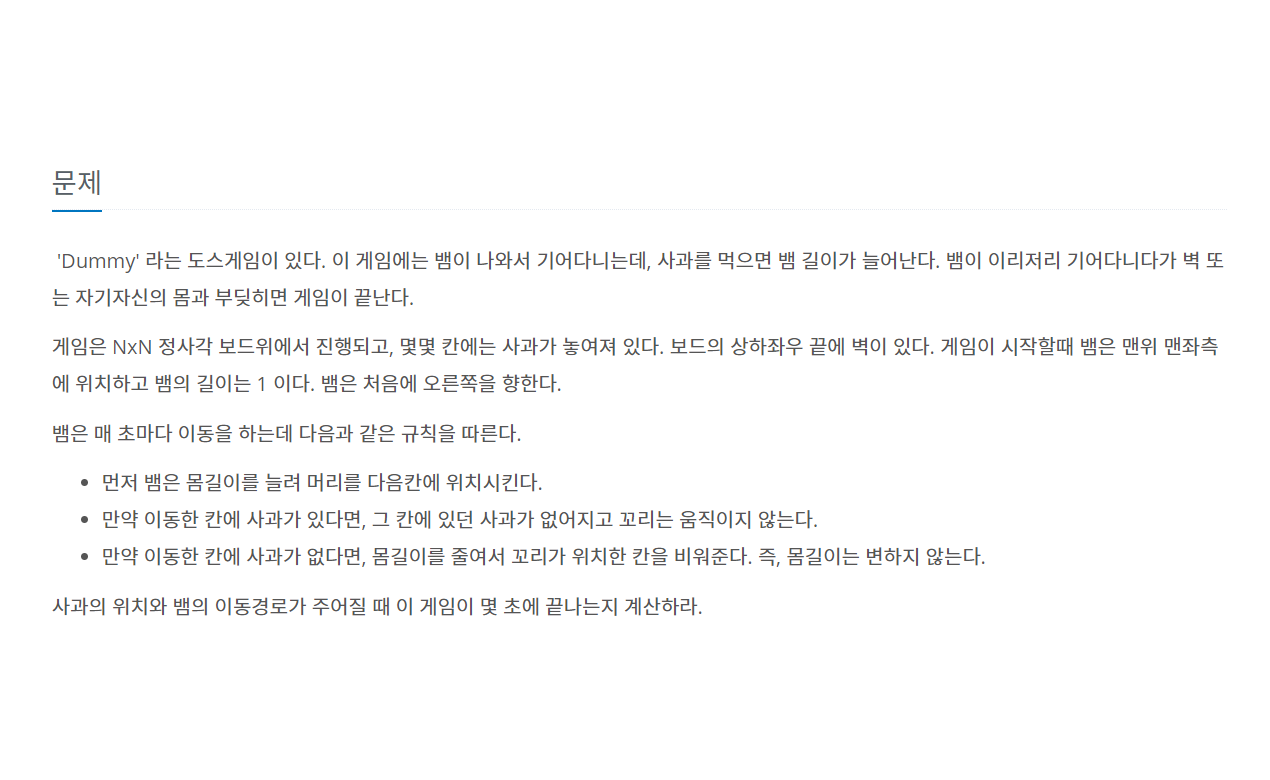 문제
'Dummy' 라는 도스게임이 있다. 이 게임에는 뱀이 나와서 기어다니는데, 사과를 먹으면 뱀 길이가 늘어난다. 뱀이 이리저리 기어다니다가 벽 또
는 자기자신의 몸과 부딪히면 게임이 끝난다.
게임은 NxN 정사각 보드위에서 진행되고, 몇몇 칸에는 사과가 놓여져 있다. 보드의 상하좌우 끝에 벽이 있다. 게임이 시작할때 뱀은 맨위 맨좌측
에 위치하고 뱀의 길이는 1 이다. 뱀은 처음에 오른쪽을 향한다.
뱀은 매 초마다 이동을 하는데 다음과 같은 규칙을 따른다.
• 먼저 뱀은 몸길이를 늘려 머리를 다음칸에 위치시킨다.
• 만약 이동한 칸에 사과가 있다면, 그 칸에 있던 사과가 없어지고 꼬리는 움직이지 않는다.
• 만약 이동한 칸에 사과가 없다면, 몸길이를 줄여서 꼬리가 위치한 칸을 비워준다. 즉, 몸길이는 변하지 않는다.
사과의 위치와 뱀의 이동경로가 주어질 때 이 게임이 몇 초에 끝나는지 계산하라.